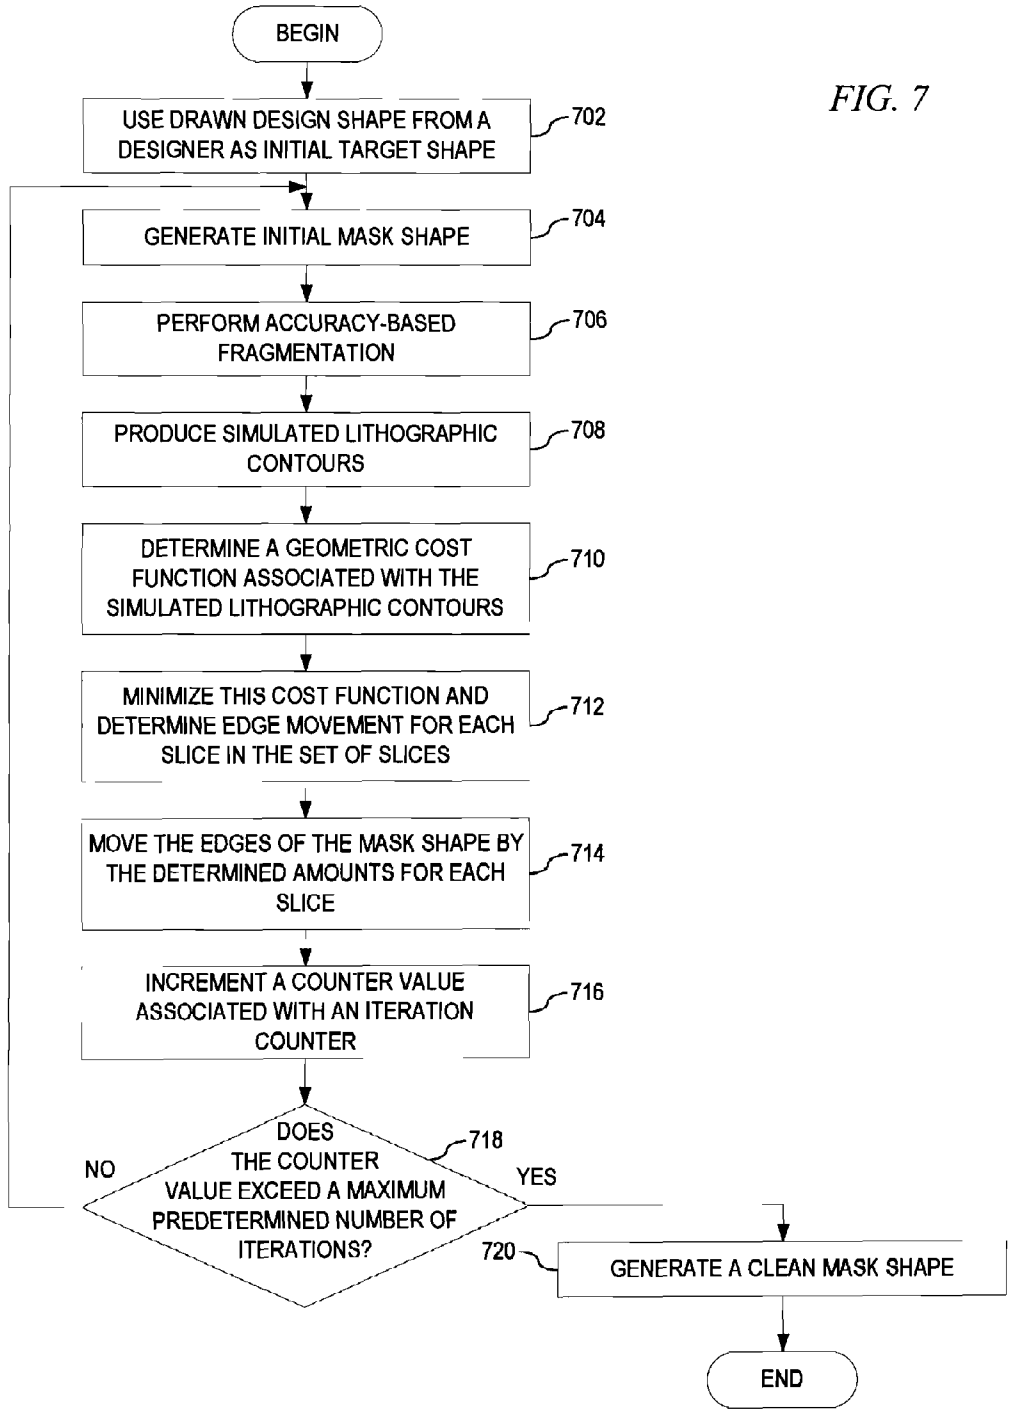 BEGIN
FIG. 7
USE DRAWN DESIGN SHAPE FROM A
DESIGNER AS INITIAL TARGET SHAPE
702
GENERATE INITIAL MASK SHAPE
704
PERFORM ACCURACY-BASED
FRAGMENTATION
706
PRODUCE SIMULATED LITHOGRAPHIC
CONTOURS
708
DETERMINE A GEOMETRIC COST
FUNCTION ASSOCIATED WITH THE
SIMULATED LITHOGRAPHIC CONTOURS
710
MINIMIZE THIS COST FUNCTION AND
DETERMINE EDGE MOVEMENT FOR EACH
SLICE IN THE SET OF SLICES
712
MOVE THE EDGES OF THE MASK SHAPE BY
THE DETERMINED AMOUNTS FOR EACH
SLICE
714
INCREMENT A COUNTER VALUE
ASSOCIATED WITH AN ITERATION
COUNTER
716
DOES
THE COUNTER
VALUE EXCEED A MAXIMUM
PREDETERMINED NUMBER OF
ITERATIONS?
718
NO
YES
720
GENERATE A CLEAN MASK SHAPE
END